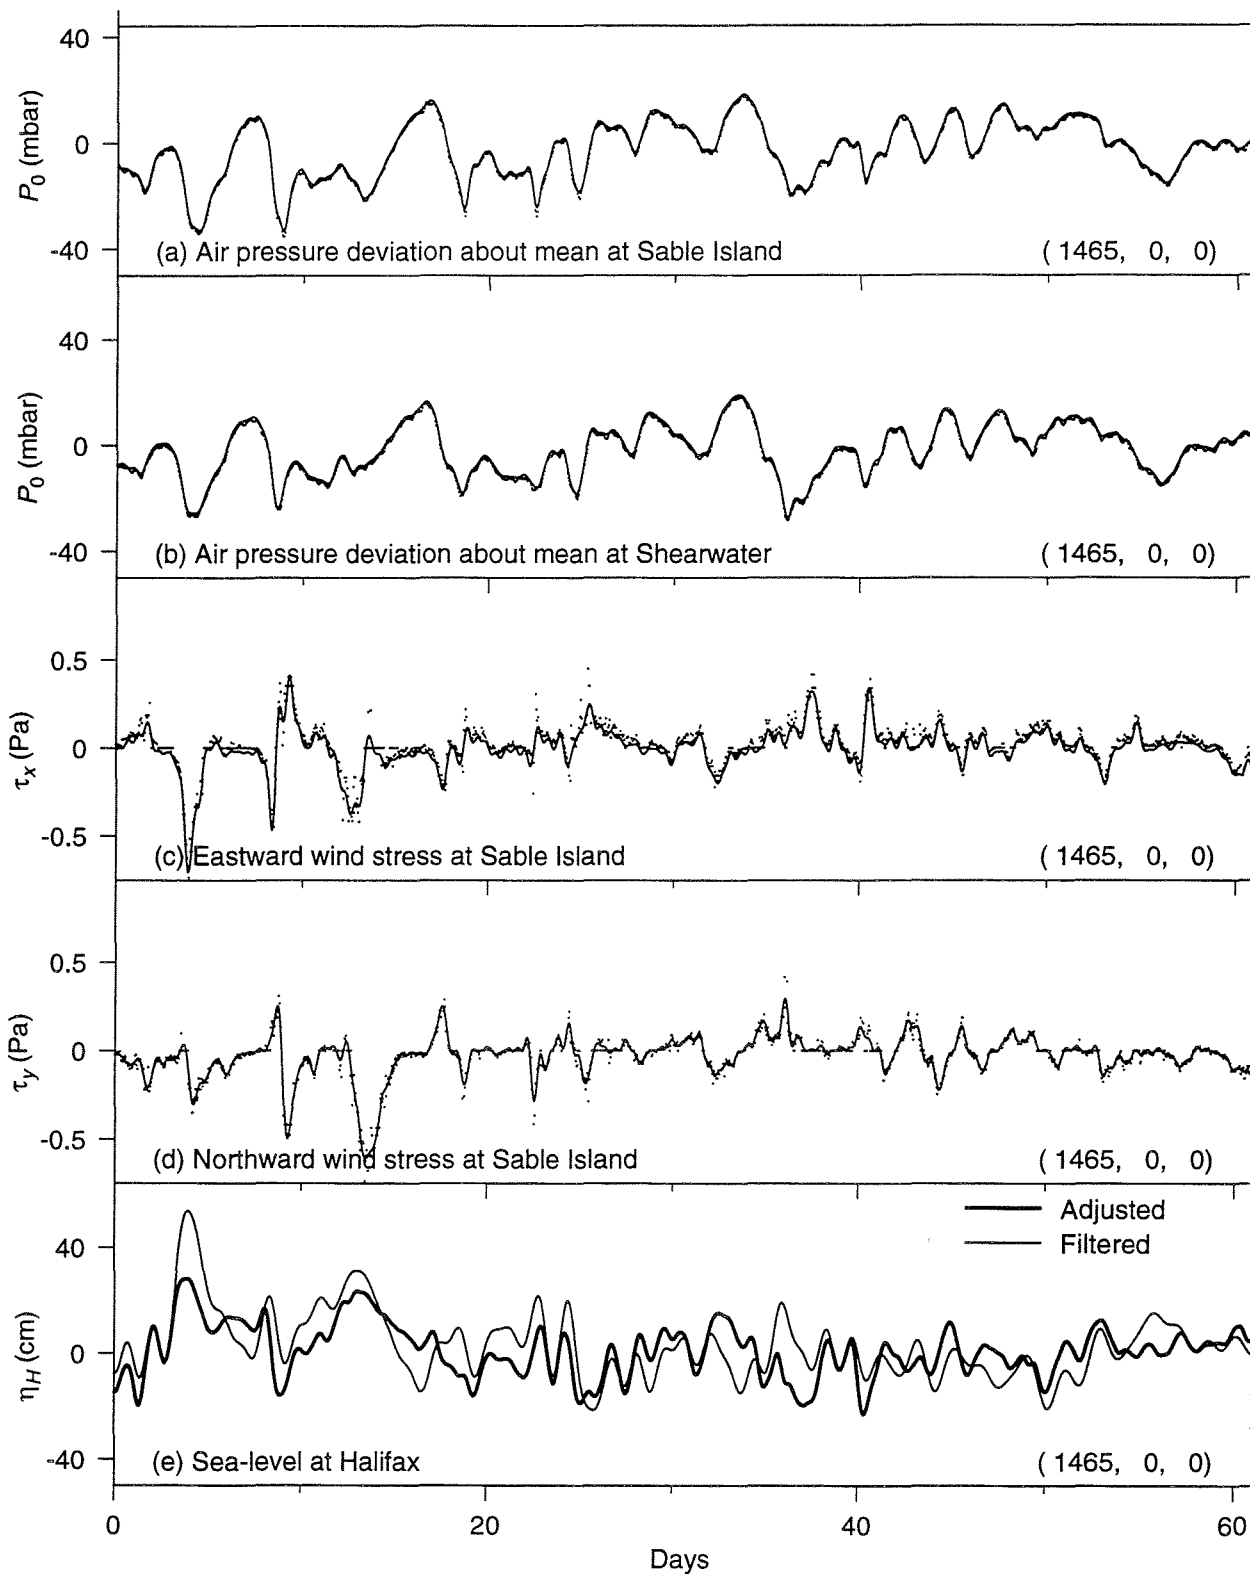 40
0
-40
P0 (mbar)
(a) Air pressure deviation about mean at Sable Island
( 1465, 0, 0)
40
0
-40
P0 (mbar)
(b) Air pressure deviation about mean at Shearwater
( 1465, 0, 0)
0.5
0
-0.5
τx (Pa)
(c) Eastward wind stress at Sable Island
( 1465, 0, 0)
0.5
0
-0.5
τy (Pa)
(d) Northward wind stress at Sable Island
( 1465, 0, 0)
Adjusted
Filtered
40
0
-40
ηH (cm)
(e) Sea-level at Halifax
( 1465, 0, 0)
0 20 40 60
Days